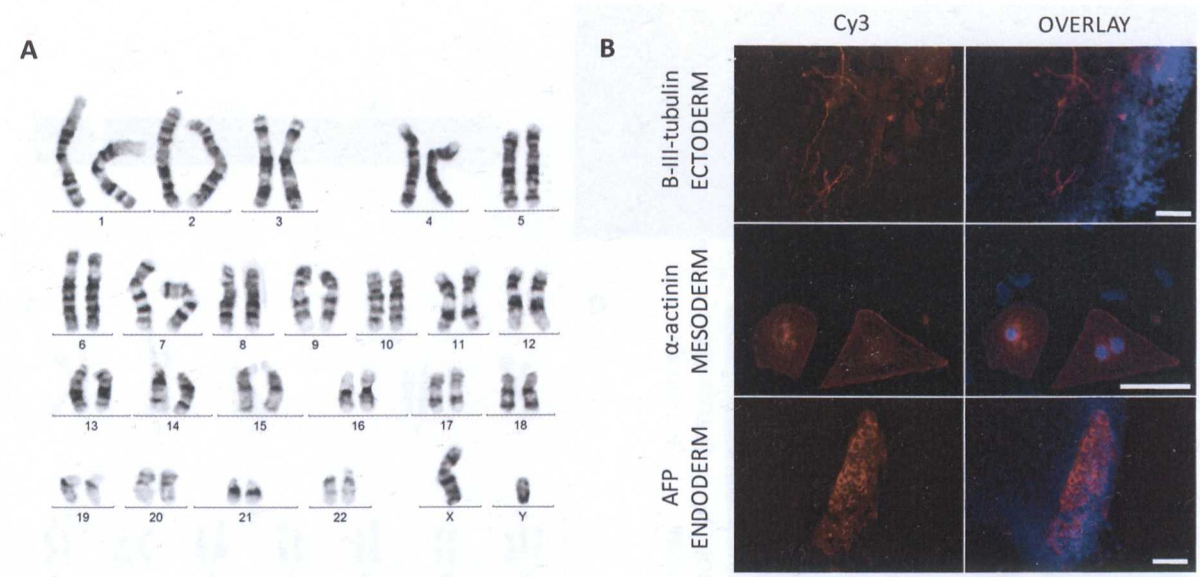 A
1 2 3 4 5
6 7 8 9 10 11 12
13 14 15 16 17 18
19 20 21 22 X Y
B
Cy3 OVERLAY
B-III-tubulin
ECTODERM
α-actinin
MESODERM
AFP
ENDODERM